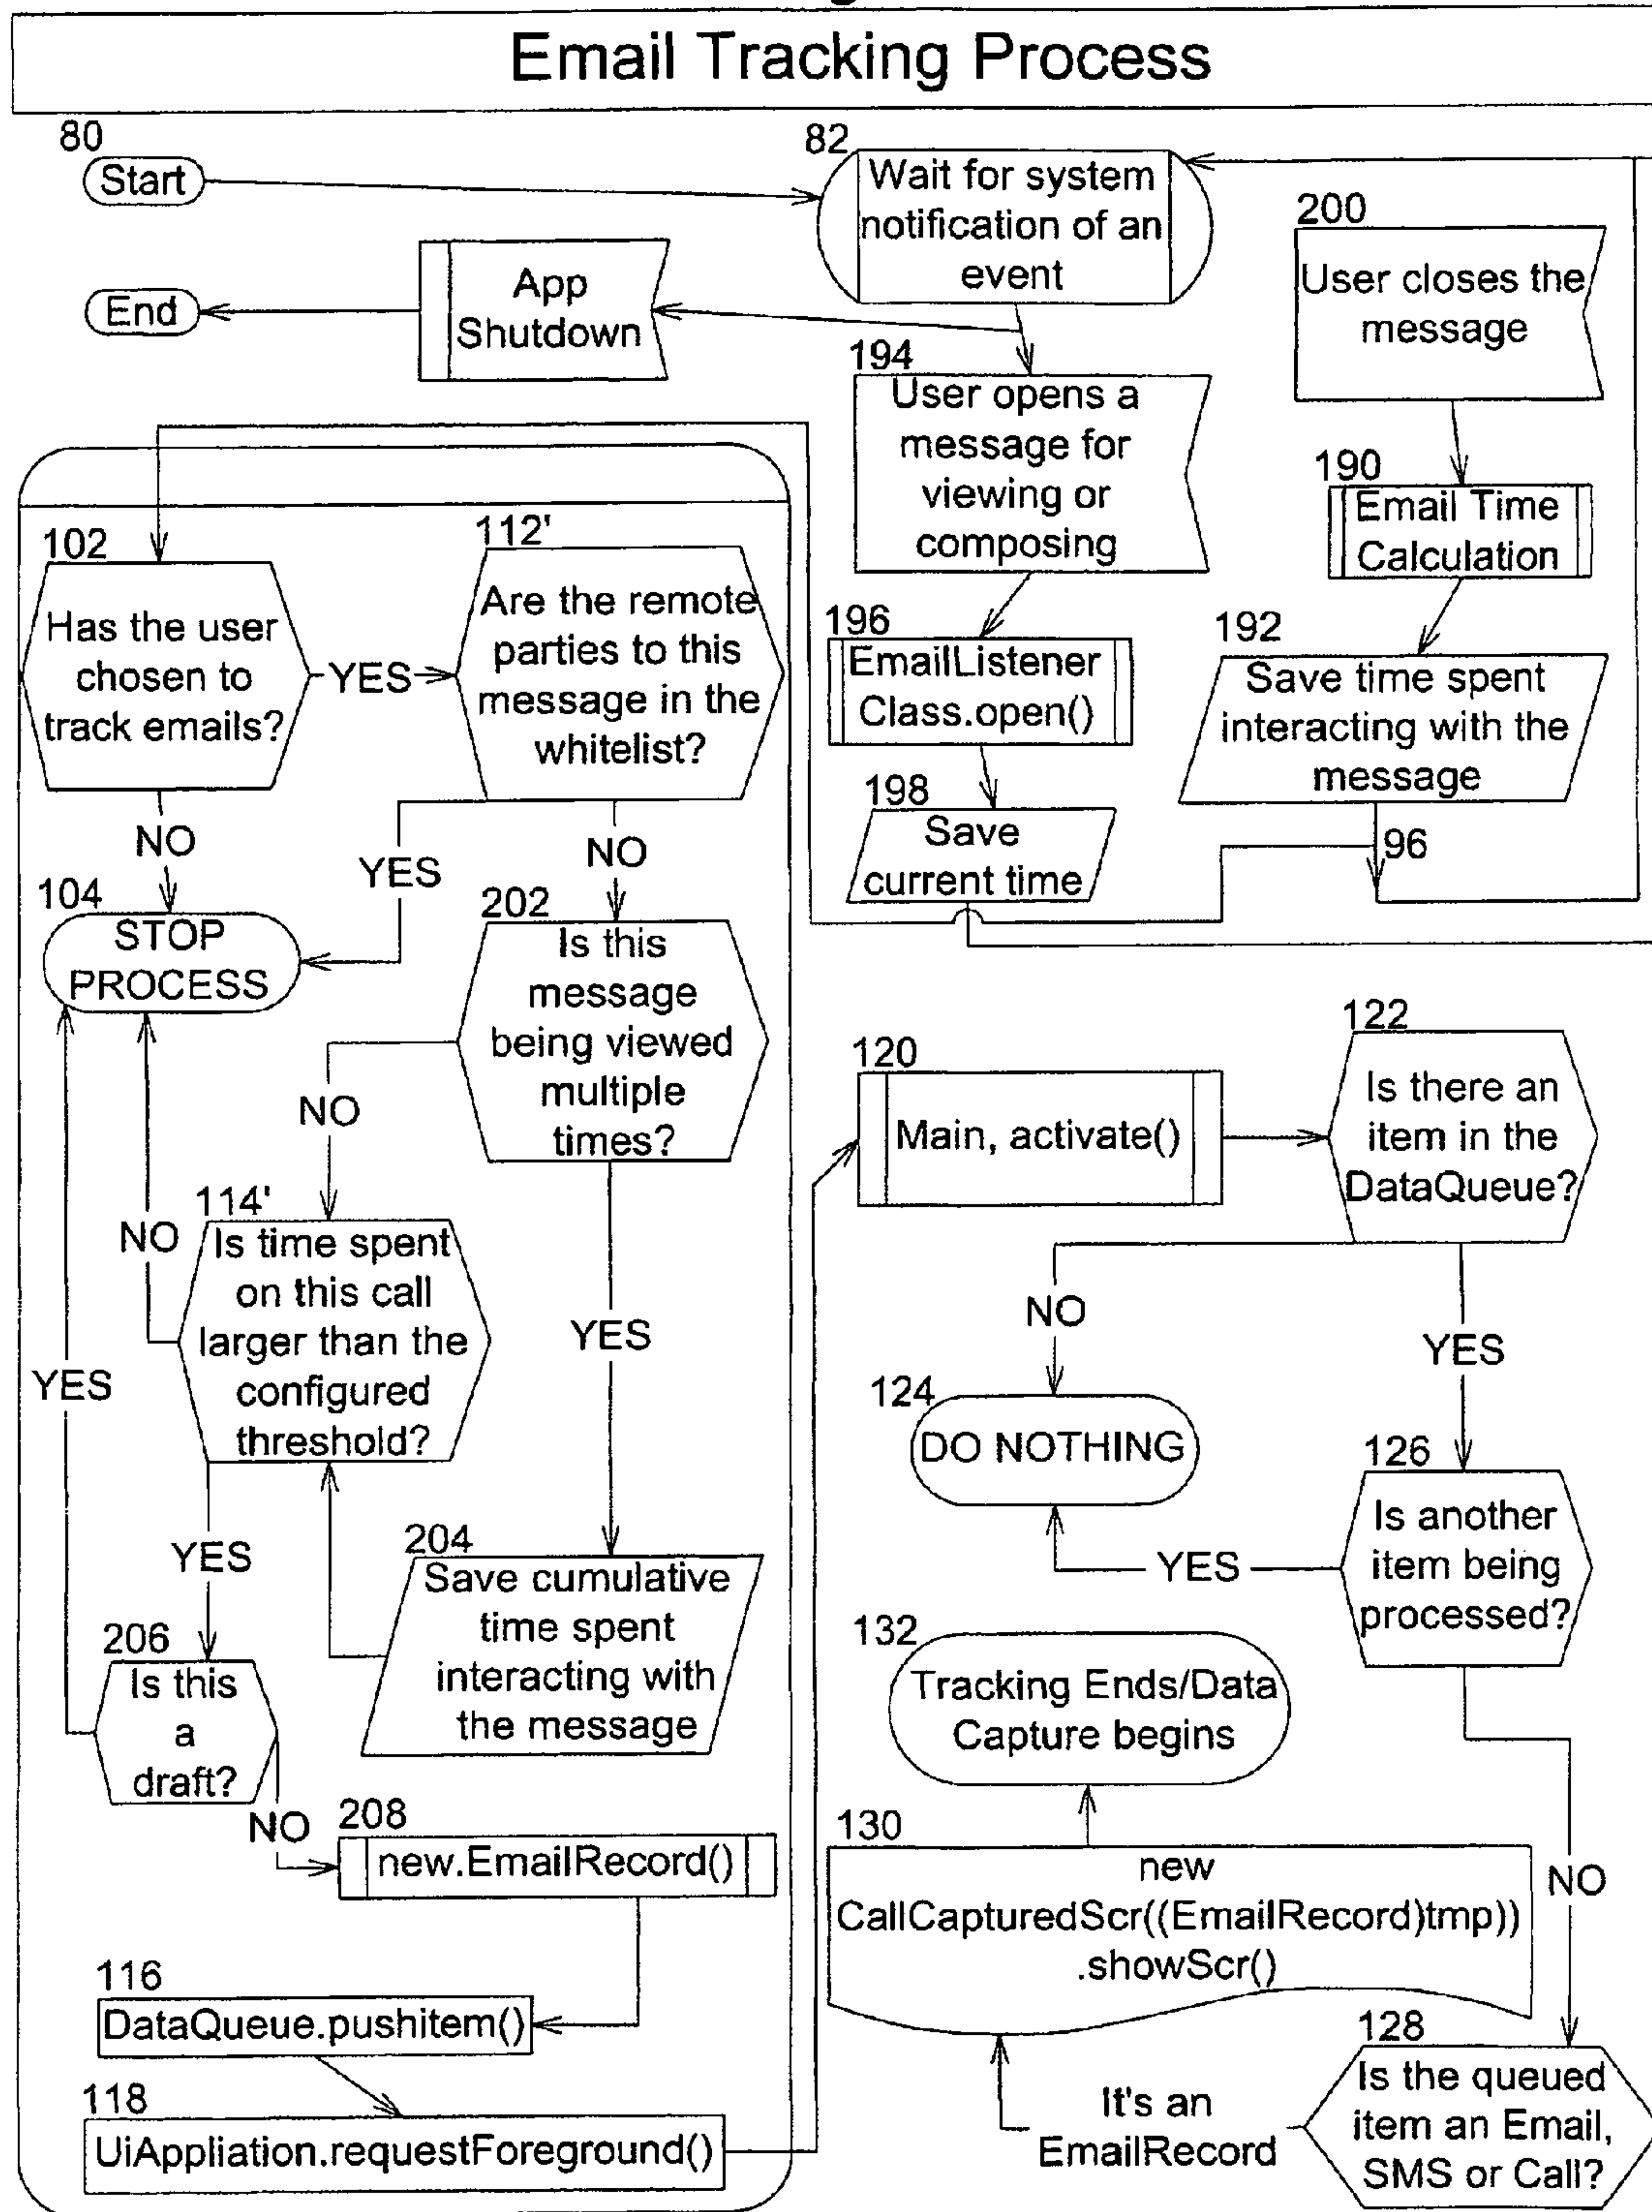 Email Tracking Process
80
Start
82
Wait for system
notification of an
event
App
Shutdown
End
200
User closes the
message
194
User opens a
message for
viewing or
composing
190
Email Time
Calculation
196
EmailListener
Class.open()
192
Save time spent
interacting with the
message
198
Save
current time
96
102
Has the user
chosen to
track emails?
YES
112'
Are the remote
parties to this
message in the
whitelist?
NO
YES
NO
104
STOP
PROCESS
202
Is this
message
being viewed
multiple
times?
NO
114'
Is time spent
on this call
larger than the
configured
threshold?
NO
YES
YES
YES
204
Save cumulative
time spent
interacting with
the message
206
Is this
a
draft?
NO
208
new.EmailRecord()
116
DataQueue.pushitem()
118
UiAppliation.requestForeground()
120
Main, activate()
122
Is there an
item in the
DataQueue?
NO
YES
124
DO NOTHING
126
Is another
item being
processed?
YES
132
Tracking Ends/Data
Capture begins
130
new
CallCapturedScr((EmailRecord)tmp))
.showScr()
NO
128
Is the queued
item an Email,
SMS or Call?
It's an
EmailRecord